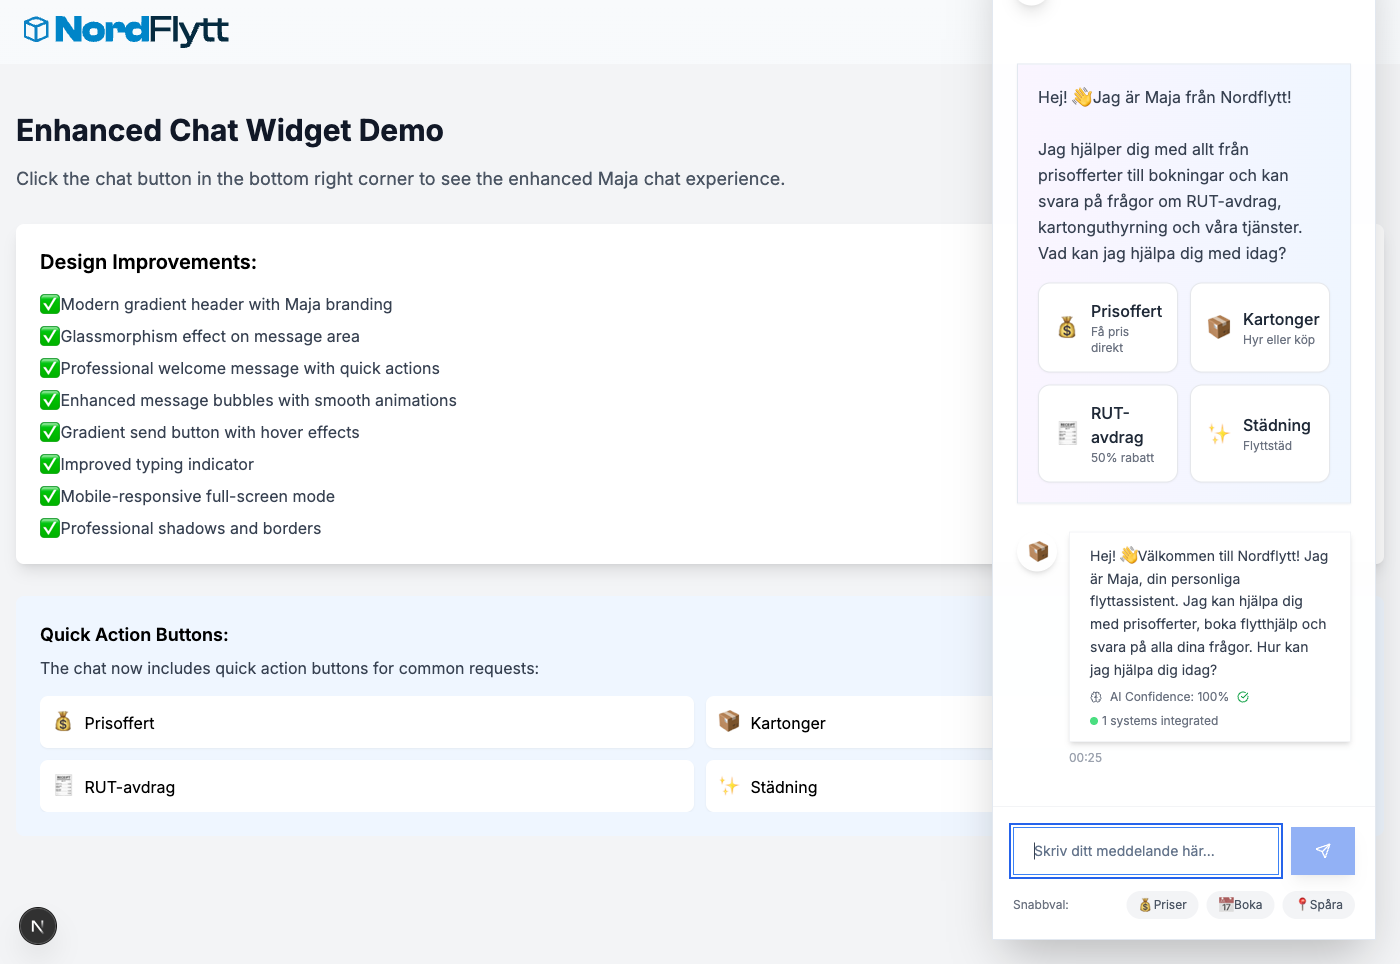 NordFlytt
Enhanced Chat Widget Demo
Click the chat button in the bottom right corner to see the enhanced Maja chat experience.
Design Improvements:
✅Modern gradient header with Maja branding
✅Glassmorphism effect on message area
✅Professional welcome message with quick actions
✅Enhanced message bubbles with smooth animations
✅Gradient send button with hover effects
✅Improved typing indicator
✅Mobile-responsive full-screen mode
✅Professional shadows and borders
Quick Action Buttons:
The chat now includes quick action buttons for common requests:
💰 Prisoffert
📦 Kartonger
🧾 RUT-avdrag
✨ Städning
N
Hej! 👋Jag är Maja från Nordflytt!
Jag hjälper dig med allt från
prisofferter till bokningar och kan
svara på frågor om RUT-avdrag,
kartonguthyrning och våra tjänster.
Vad kan jag hjälpa dig med idag?
💰 Prisoffert
Få pris
direkt
📦 Kartonger
Hyr eller köp
🧾 RUT-
avdrag
50% rabatt
✨ Städning
Flyttstäd
Hej! 👋Välkommen till Nordflytt! Jag
är Maja, din personliga
flyttassistent. Jag kan hjälpa dig
med prisofferter, boka flytthjälp och
svara på alla dina frågor. Hur kan
jag hjälpa dig idag?
AI Confidence: 100%
1 systems integrated
00:25
Skriv ditt meddelande här...
Snabbval:
💰Priser
📅Boka
📍Spåra